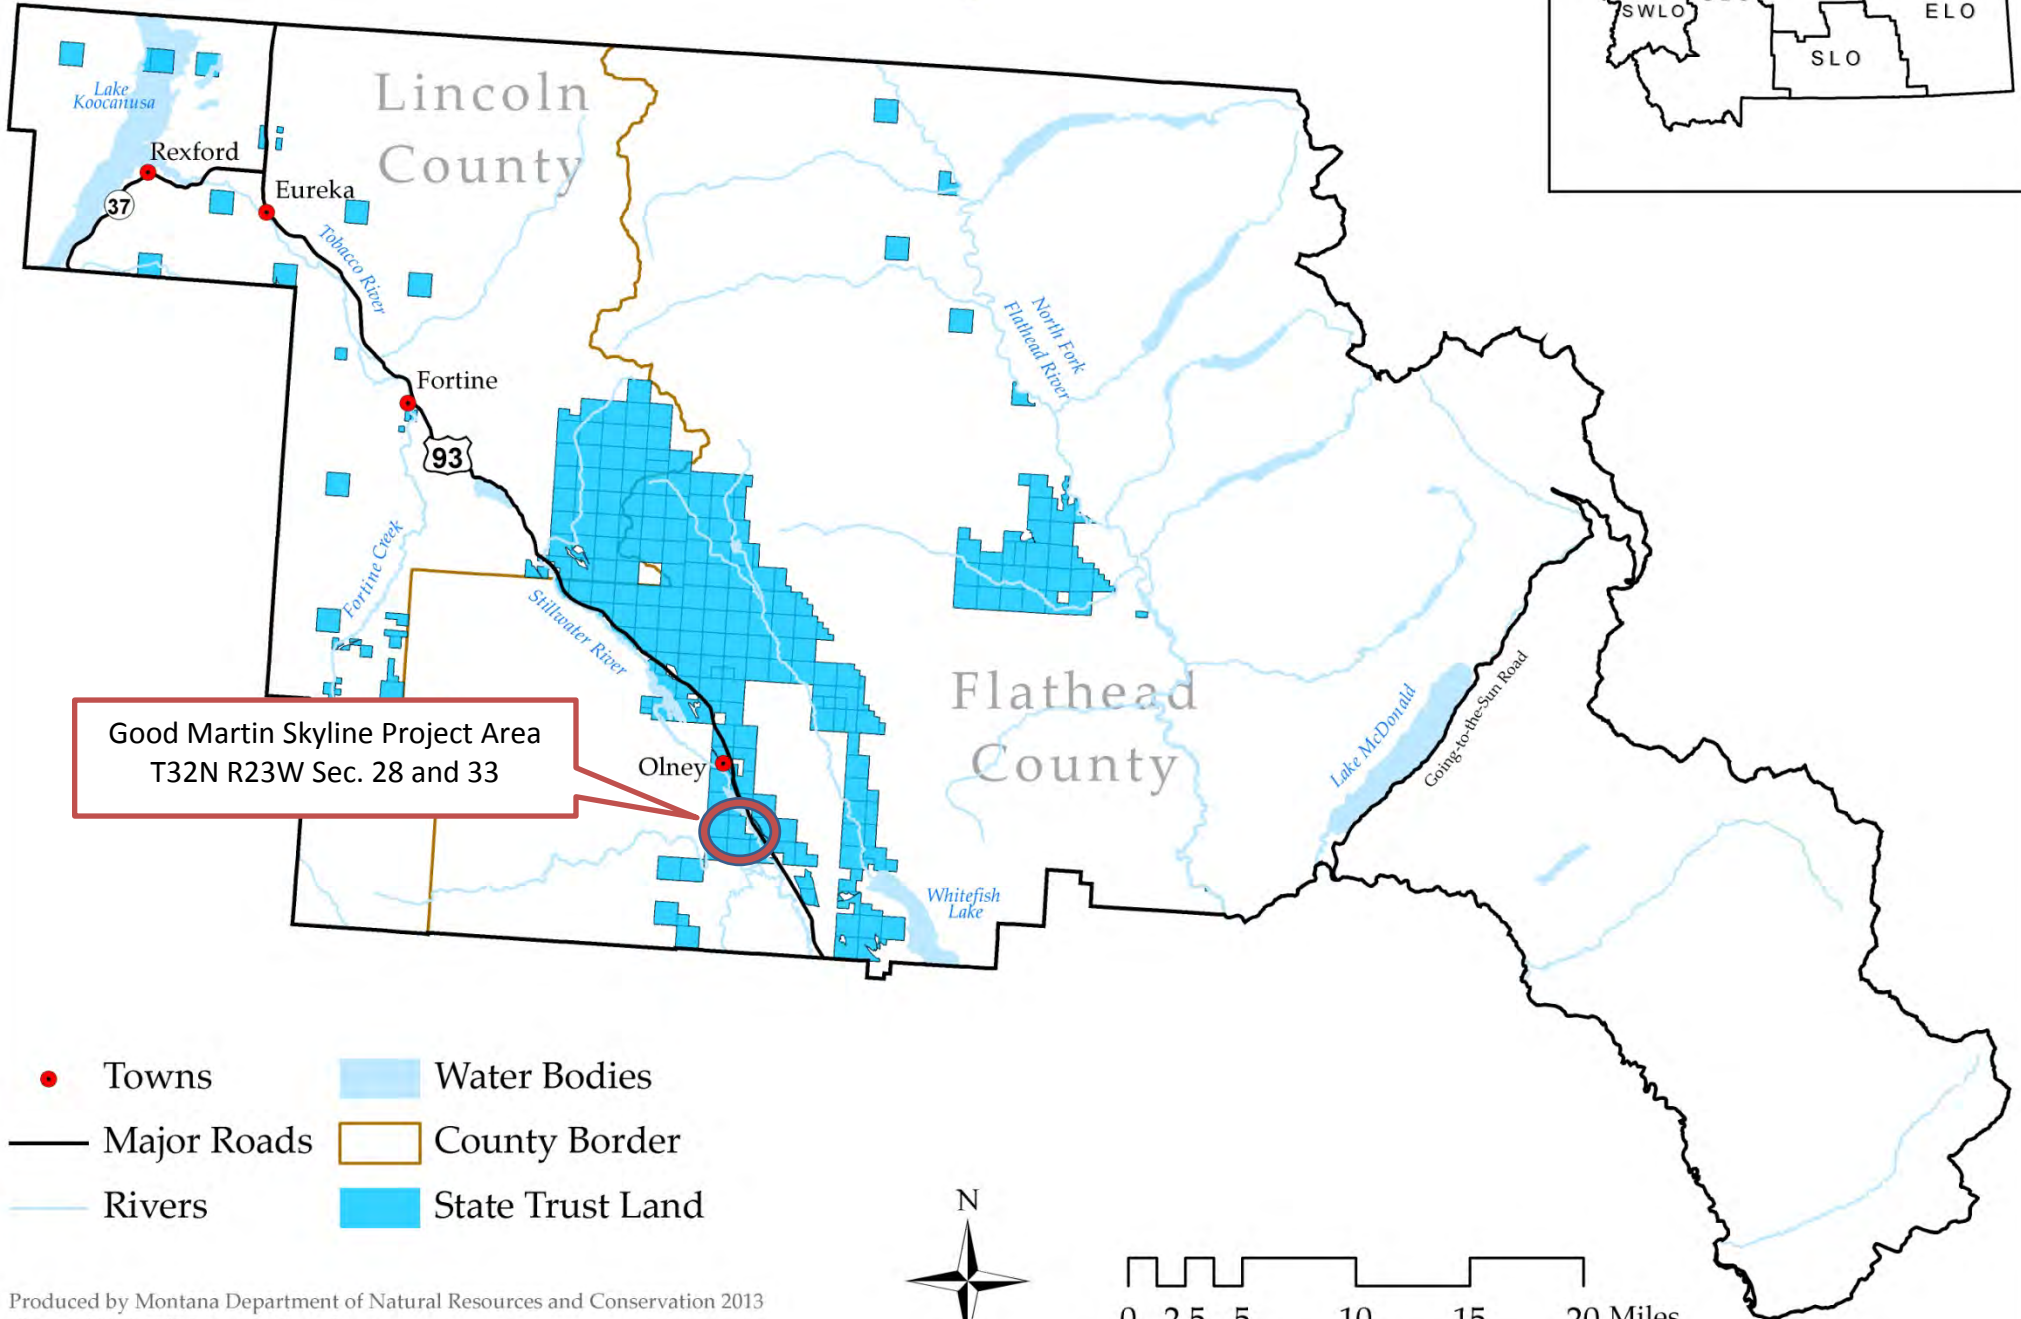 SWLO
ELO
SLO
Lincoln
County
Lake
Koocanusa
Rexford
37
Eureka
Tobacco River
North Fork
Flathead River
Fortine
93
Fortine Creek
Stillwater River
Flathead
County
Lake McDonald
Going-to-the-Sun Road
Good Martin Skyline Project Area
T32N R23W Sec. 28 and 33
Olney
Whitefish
Lake
Towns
Water Bodies
Major Roads
County Border
Rivers
State Trust Land
N
0 2.5 5 10 15 20 Miles
Produced by Montana Department of Natural Resources and Conservation 2013